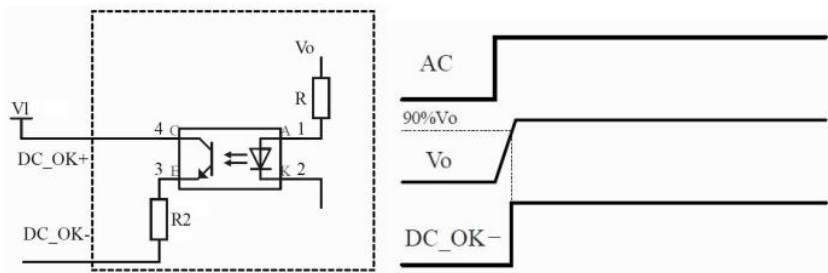 Vo
R
V1
4 C A 1
DC_OK+
3 E K 2
R2
DC_OK-
AC
90%Vo
Vo
DC_OK-